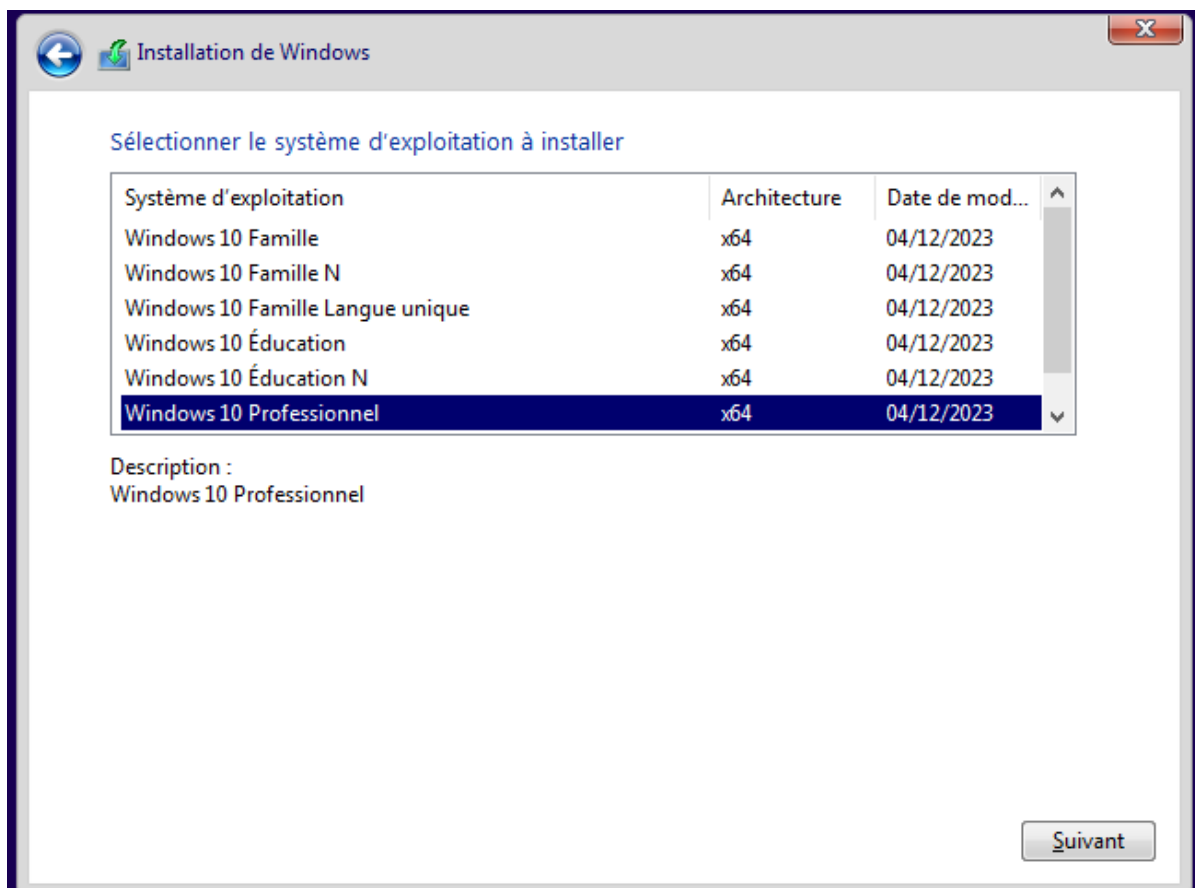 Installation de Windows
Sélectionner le système d'exploitation à installer
Système d'exploitation Architecture Date de mod...
Windows 10 Famille x64 04/12/2023
Windows 10 Famille N x64 04/12/2023
Windows 10 Famille Langue unique x64 04/12/2023
Windows 10 Éducation x64 04/12/2023
Windows 10 Éducation N x64 04/12/2023
Windows 10 Professionnel x64 04/12/2023
Description :
Windows 10 Professionnel
Suivant